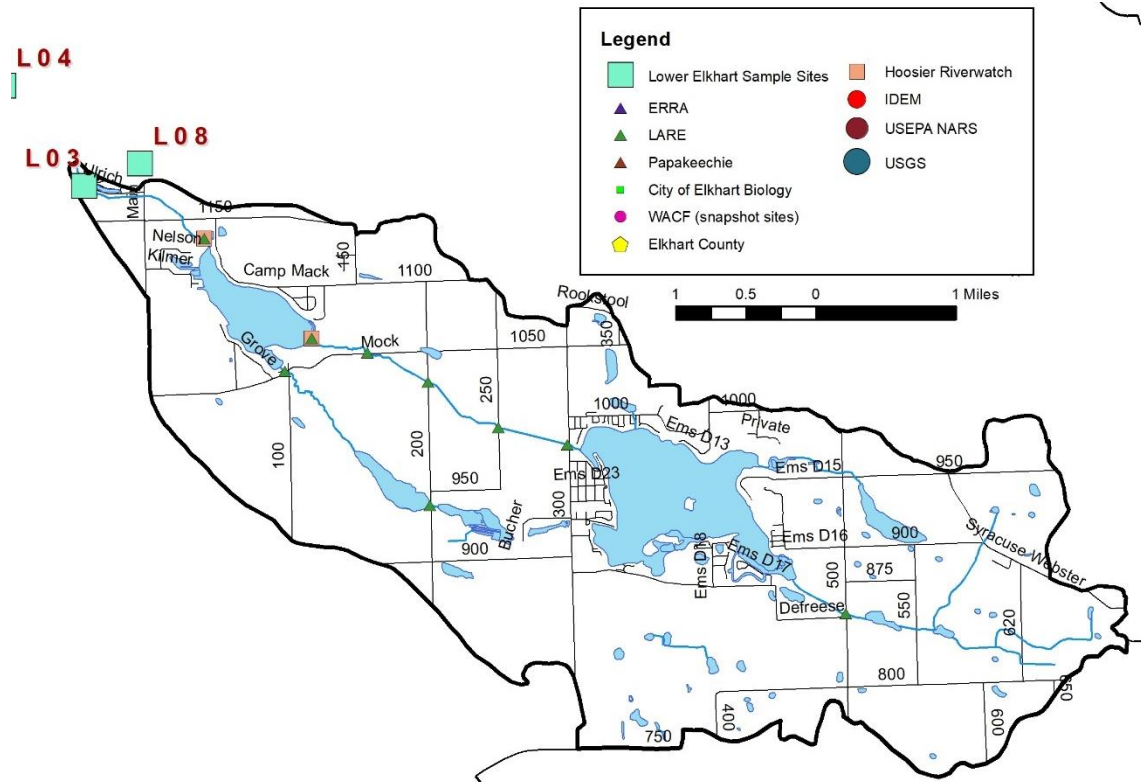 Legend
Lower Elkhart Sample Sites
ERRA
LARE
Papakeechie
City of Elkhart Biology
WACF (snapshot sites)
Elkhart County
Hoosier Riverwatch
IDEM
USEPA NARS
USGS
1 0.5 0 1 Miles
L04
L08
L03
Ulrich
Main
1150
Nelson
Kilmer
150
Camp Mack
1100
Rookstool
350
1050
Mock
Grove
250
1000
1000
Private
Ems D13
100
200
950
Ems D23
Ems D15
950
300
Bucher
900
Ems D16
900
Syracuse Webster
Ems D18
Ems D17
500
875
550
Defreese
620
800
650
400
600
750